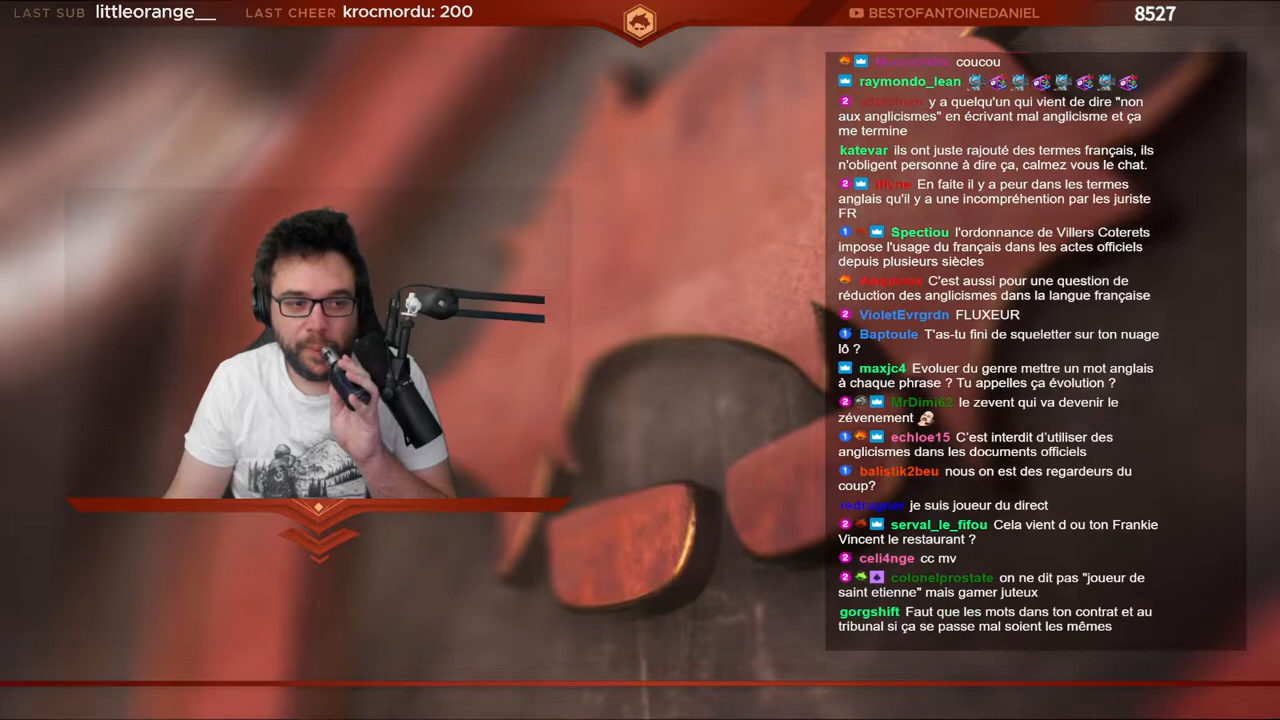 LAST SUB littleorange__ LAST CHEER krocmordu: 200 BESTOFANTOINEDANIEL 8527
coucou
raymondo_lean
y a quelqu'un qui vient de dire "non
aux anglicismes" en écrivant mal anglicisme et ça
me termine
katevar ils ont juste rajouté des termes français, ils
n'obligent personne à dire ça, calmez vous le chat.
En faite il y a peur dans les termes
anglais qu'il y a une incompréhention par les juriste
FR
Spectiou l'ordonnance de Villers Coterets
impose l'usage du français dans les actes officiels
depuis plusieurs siècles
C'est aussi pour une question de
réduction des anglicismes dans la langue française
VioletEvrgrdn FLUXEUR
Baptoule T'as-tu fini de squeletter sur ton nuage
lô ?
maxjc4 Evoluer du genre mettre un mot anglais
à chaque phrase ? Tu appelles ça évolution ?
MrDimi62 le zevent qui va devenir le
zévenement
echloe15 C'est interdit d'utiliser des
anglicismes dans les documents officiels
balistik2beu nous on est des regardeurs du
coup?
je suis joueur du direct
serval_le_fifou Cela vient d ou ton Frankie
Vincent le restaurant ?
celi4nge cc mv
colonelprostate on ne dit pas "joueur de
saint etienne" mais gamer juteux
gorgshift Faut que les mots dans ton contrat et au
tribunal si ça se passe mal soient les mêmes